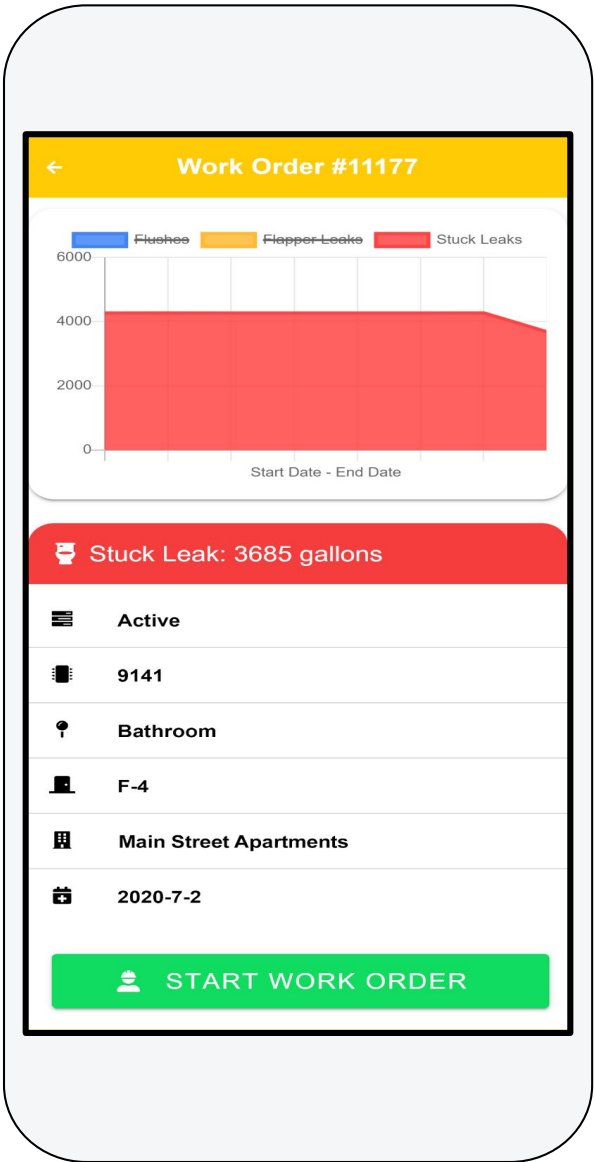 Work Order #11177
Flushes Flapper Leaks Stuck Leaks
6000
4000
2000
0
Start Date - End Date
Stuck Leak: 3685 gallons
Active
9141
Bathroom
F-4
Main Street Apartments
2020-7-2
START WORK ORDER